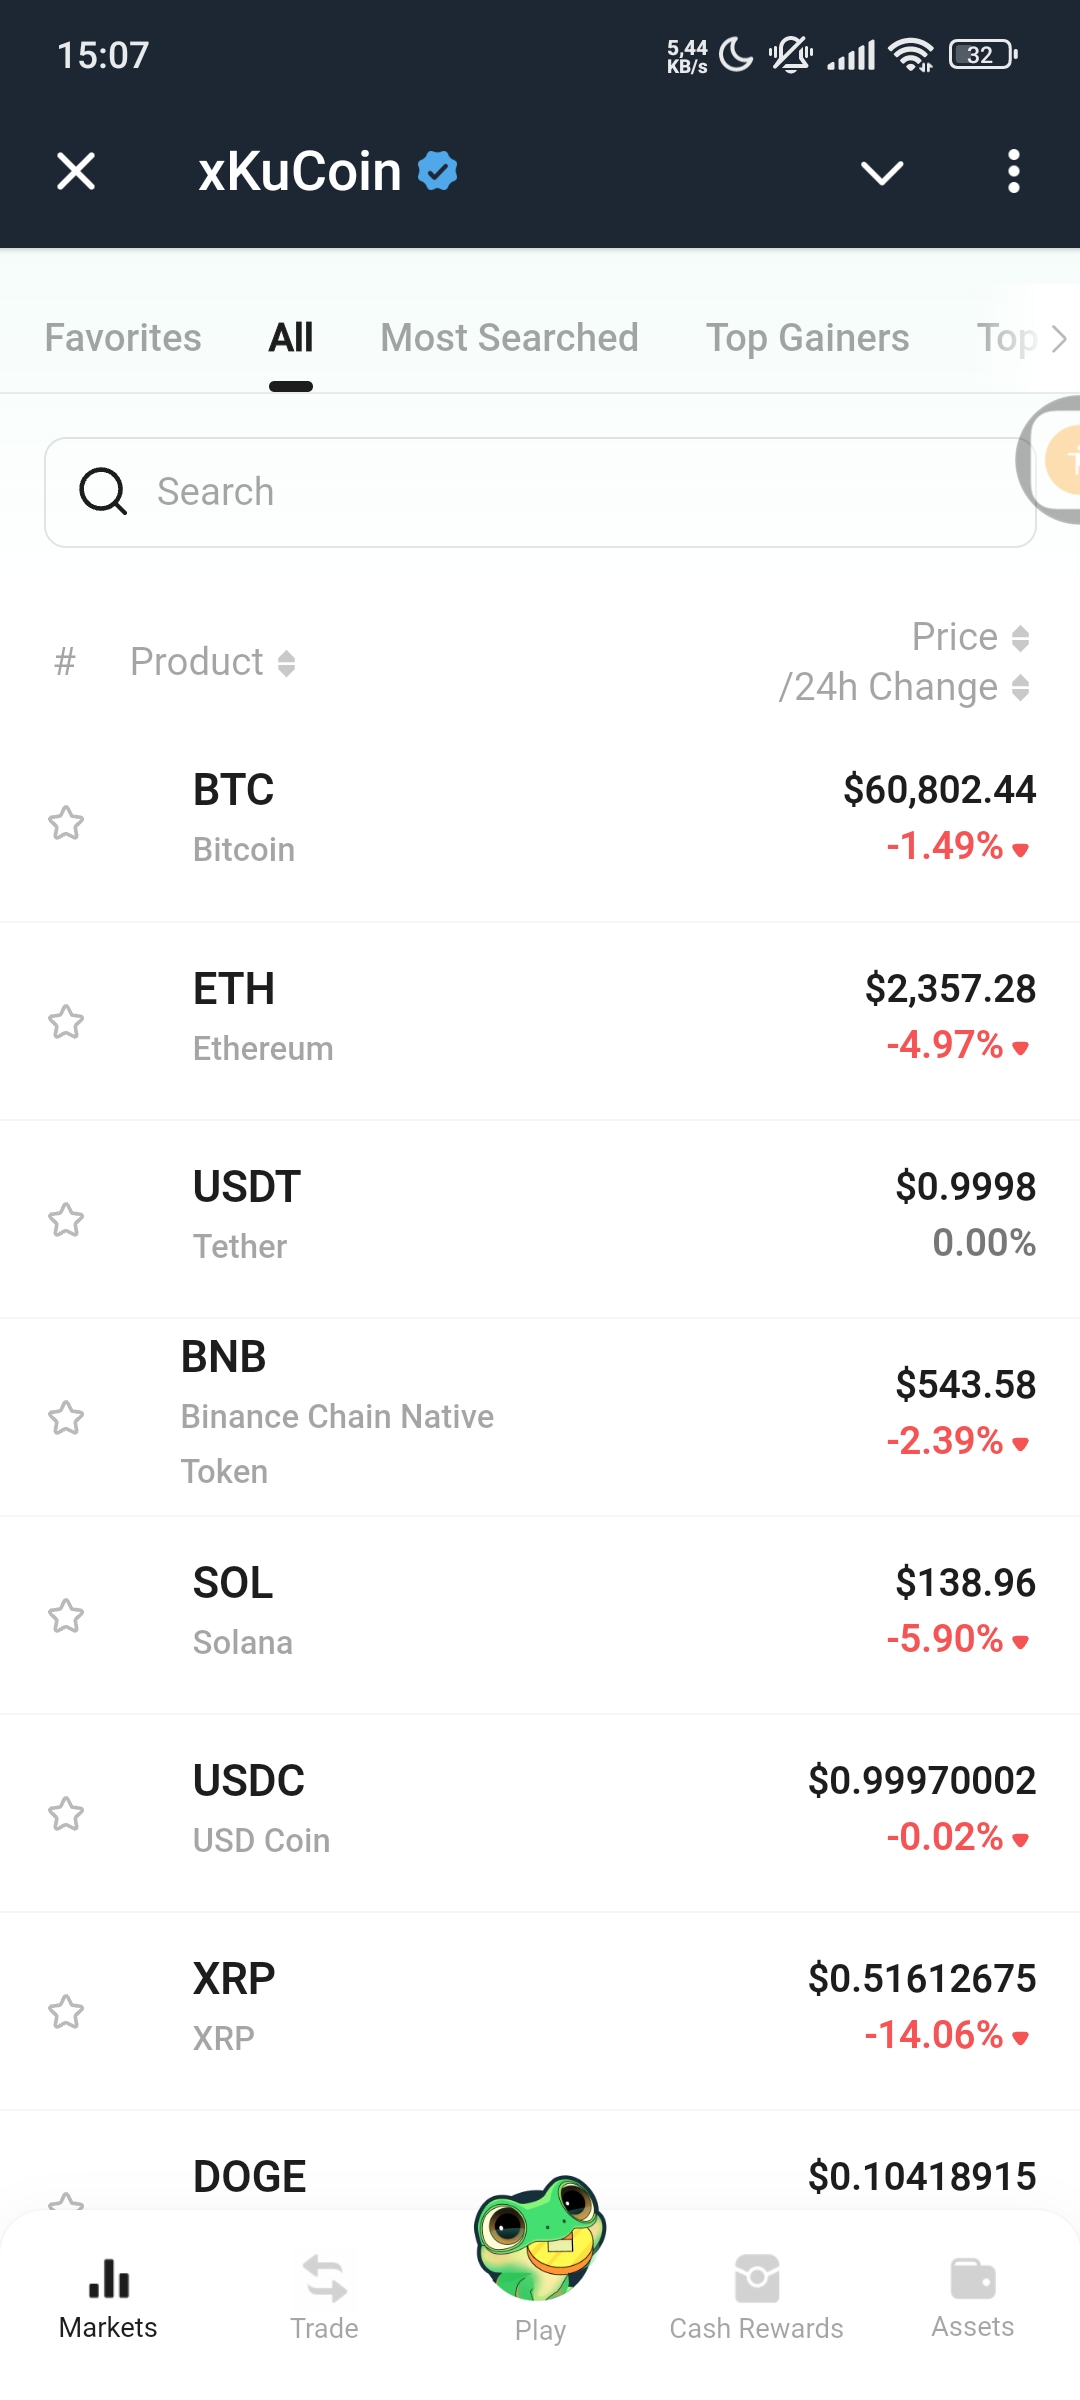 15:07
5,44
KB/s
32
xKuCoin
Favorites
All
Most Searched
Top Gainers
Top
Search
# Product
Price
/24h Change
BTC
$60,802.44
Bitcoin
-1.49%
ETH
$2,357.28
Ethereum
-4.97%
USDT
$0.9998
Tether
0.00%
BNB
Binance Chain Native
Token
$543.58
-2.39%
SOL
$138.96
Solana
-5.90%
USDC
$0.99970002
USD Coin
-0.02%
XRP
$0.51612675
XRP
-14.06%
DOGE
$0.10418915
Markets
Trade
Play
Cash Rewards
Assets